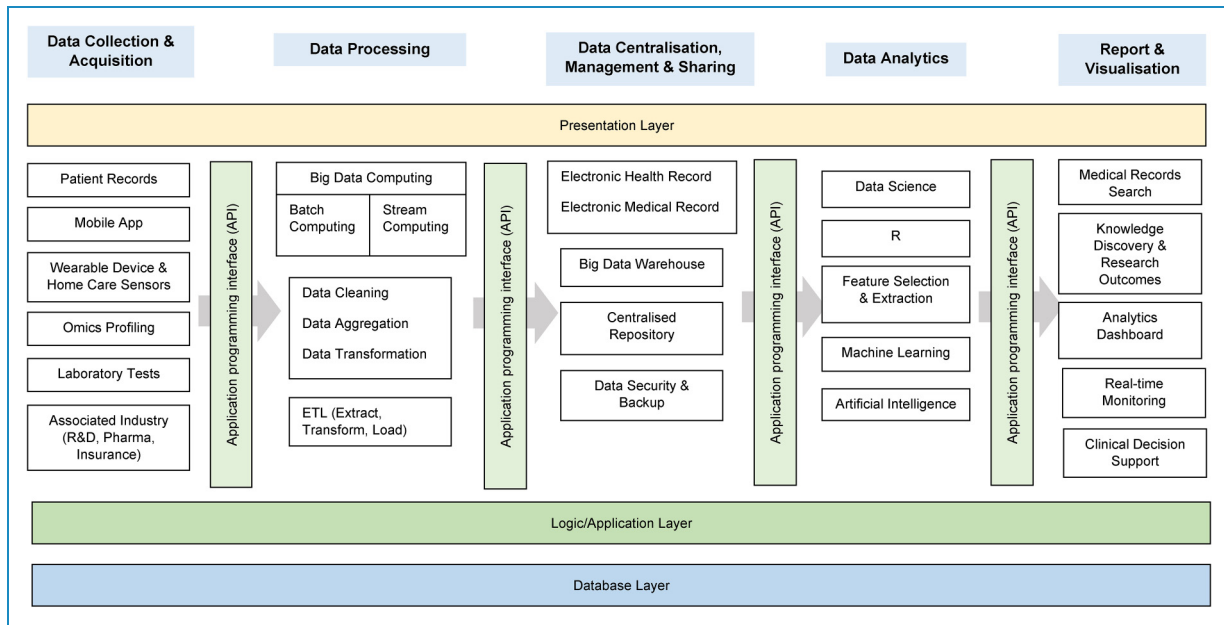 Data Collection &
Acquisition
Data Processing
Data Centralisation,
Management & Sharing
Data Analytics
Report &
Visualisation
Presentation Layer
Patient Records
Mobile App
Wearable Device &
Home Care Sensors
Omics Profiling
Laboratory Tests
Associated Industry
(R&D, Pharma,
Insurance)
Application programming interface (API)
Big Data Computing
Batch
Computing
Stream
Computing
Data Cleaning
Data Aggregation
Data Transformation
ETL (Extract,
Transform, Load)
Application programming interface (API)
Electronic Health Record
Electronic Medical Record
Big Data Warehouse
Centralised
Repository
Data Security &
Backup
Application programming interface (API)
Data Science
R
Feature Selection
& Extraction
Machine Learning
Artificial Intelligence
Application programming interface (API)
Medical Records
Search
Knowledge
Discovery &
Research
Outcomes
Analytics
Dashboard
Real-time
Monitoring
Clinical Decision
Support
Logic/Application Layer
Database Layer